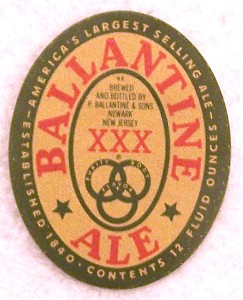 AMERICA'S LARGEST SELLING ALE
BALLANTINE
BREWED
AND BOTTLED BY
P. BALLANTINE & SONS
NEWARK
NEW JERSEY
XXX
PURITY BODY
FLAVOR
ALE
ESTABLISHED 1840 · CONTENTS 12 FLUID OUNCES